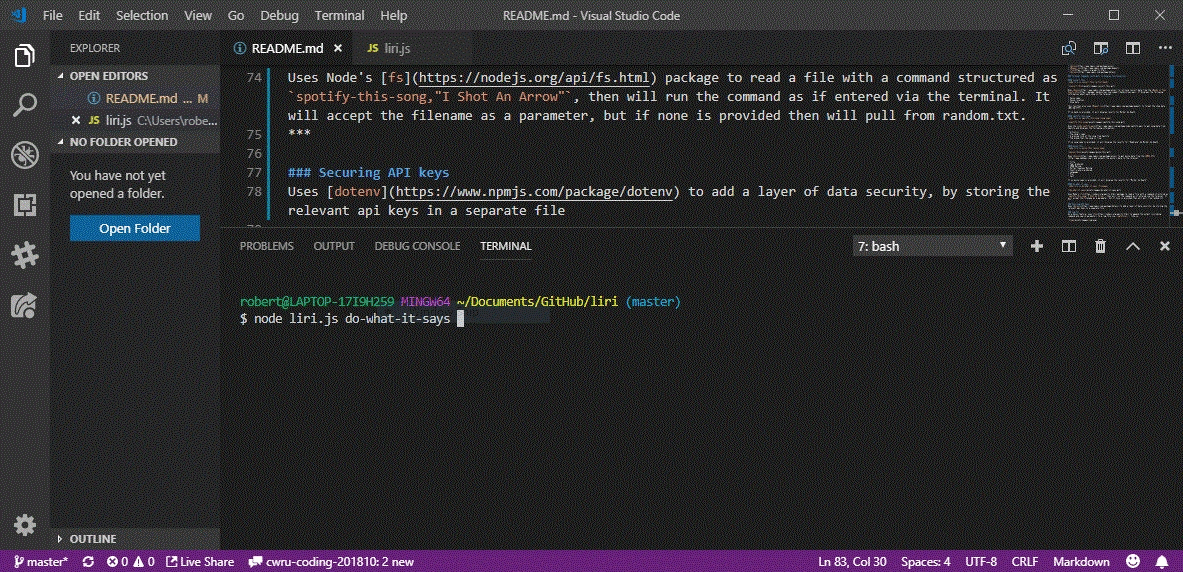 File Edit Selection View Go Debug Terminal Help README.md - Visual Studio Code
EXPLORER
OPEN EDITORS
README.md ... M
JS liri.js C:\Users\robe...
NO FOLDER OPENED
You have not yet
opened a folder.
Open Folder
OUTLINE
README.md JS liri.js
74 Uses Node's [fs](https://nodejs.org/api/fs.html) package to read a file with a command structured as
`spotify-this-song,"I Shot An Arrow"`, then will run the command as if entered via the terminal. It
will accept the filename as a parameter, but if none is provided then will pull from random.txt.
75 ***
76
77 ### Securing API keys
78 Uses [dotenv](https://www.npmjs.com/package/dotenv) to add a layer of data security, by storing the
relevant api keys in a separate file
PROBLEMS OUTPUT DEBUG CONSOLE TERMINAL 7: bash
robert@LAPTOP-17I9H259 MINGW64 ~/Documents/GitHub/liri (master)
$ node liri.js do-what-it-says
master* 0 0 Live Share cwru-coding-201810: 2 new Ln 83, Col 30 Spaces: 4 UTF-8 CRLF Markdown